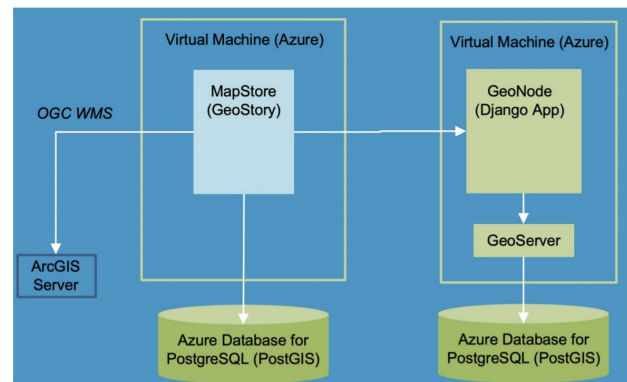 Virtual Machine (Azure)
Virtual Machine (Azure)
MapStore
(GeoStory)
GeoNode
(Django App)
OGC WMS
GeoServer
ArcGIS
Server
Azure Database for
PostgreSQL (PostGIS)
Azure Database for
PostgreSQL (PostGIS)